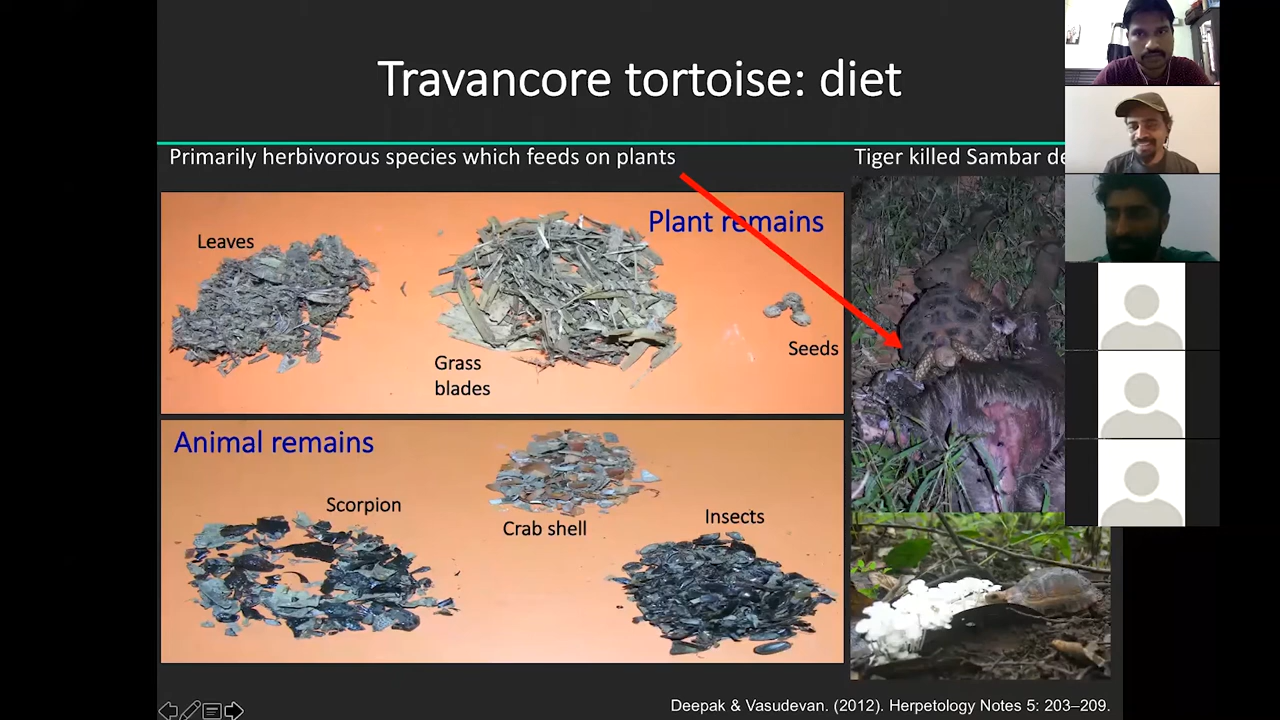 Travancore tortoise: diet
Primarily herbivorous species which feeds on plants
Tiger killed Sambar de
Plant remains
Leaves
Grass
blades
Seeds
Animal remains
Scorpion
Crab shell
Insects
Deepak & Vasudevan. (2012). Herpetology Notes 5: 203–209.